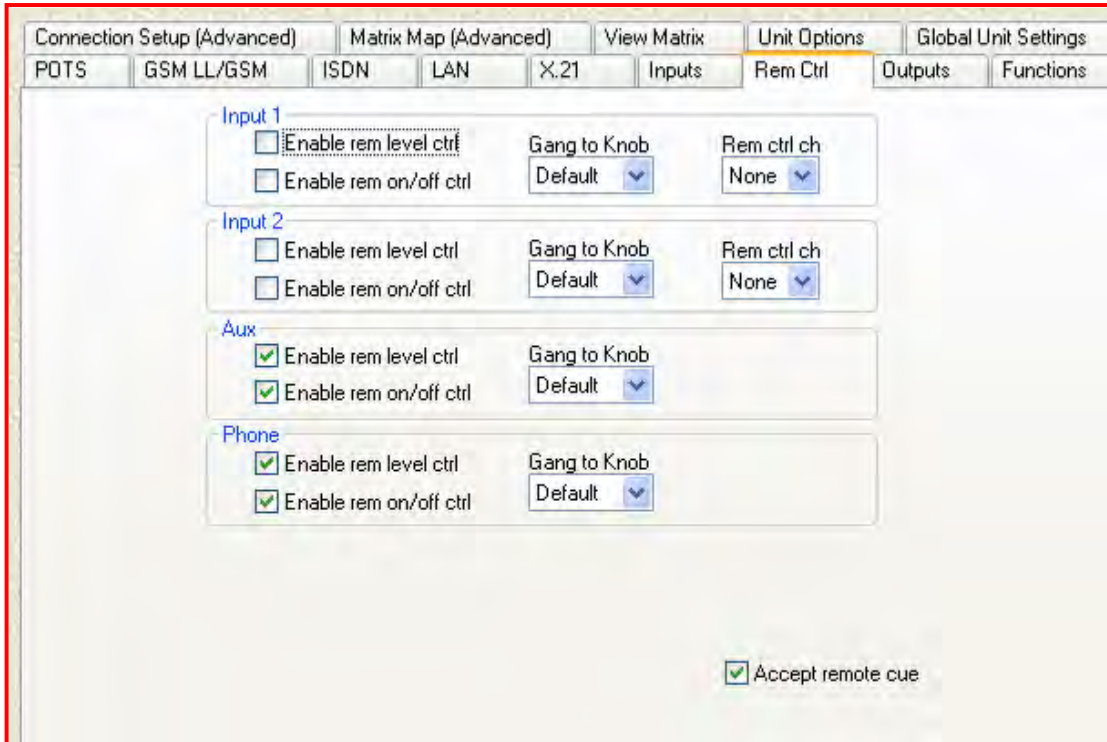 Connection Setup (Advanced) Matrix Map (Advanced) View Matrix Unit Options Global Unit Settings
POTS GSM LL/GSM ISDN LAN X.21 Inputs Rem Ctrl Outputs Functions
Input 1
Enable rem level ctrl Gang to Knob Rem ctrl ch
Enable rem on/off ctrl Default None
Input 2
Enable rem level ctrl Gang to Knob Rem ctrl ch
Enable rem on/off ctrl Default None
Aux
Enable rem level ctrl Gang to Knob
Enable rem on/off ctrl Default
Phone
Enable rem level ctrl Gang to Knob
Enable rem on/off ctrl Default
Accept remote cue